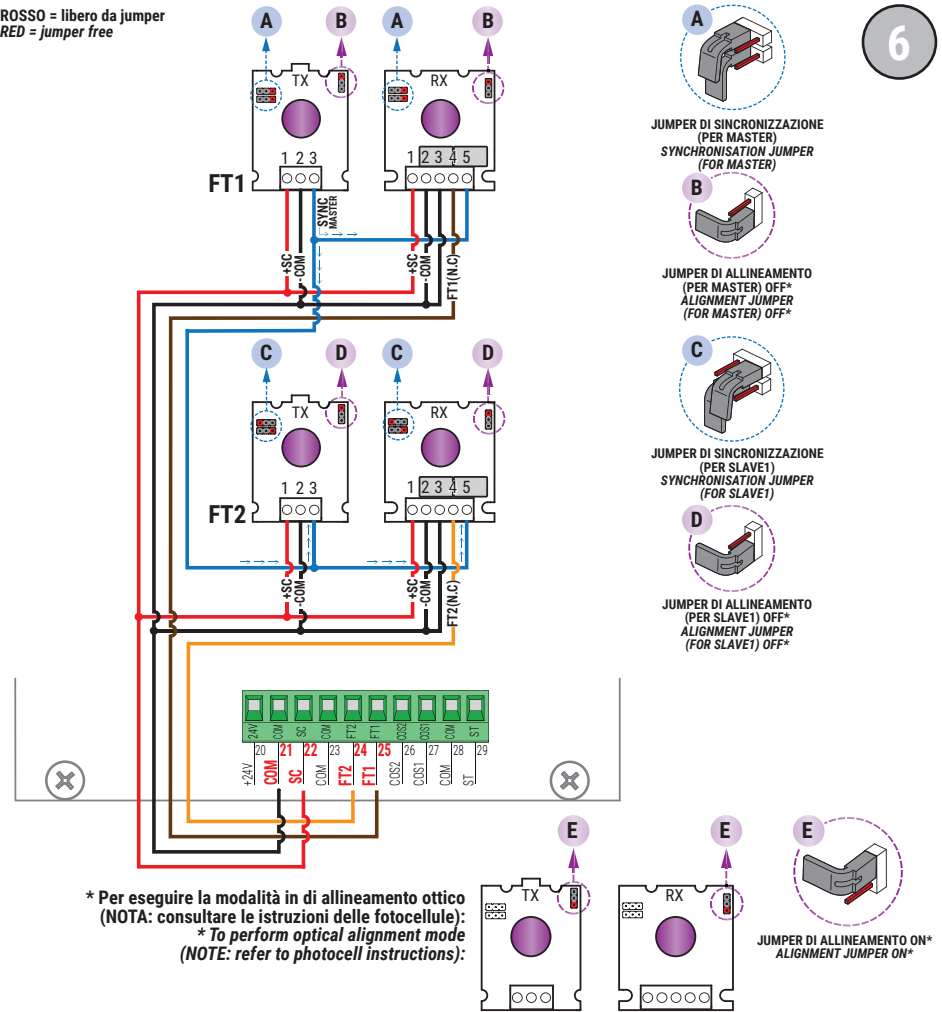 ROSSO = libero da jumper
RED = jumper free
6
A
B
A
B
TX
RX
1 2 3
1 2 3 4 5
FT1
SYNC
MASTER
+SC
-COM
+SC
-COM
FT1(N.C)
C
D
C
D
TX
RX
1 2 3
1 2 3 4 5
FT2
+SC
-COM
+SC
-COM
FT2(N.C)
A
JUMPER DI SINCRONIZZAZIONE
(PER MASTER)
SYNCHRONISATION JUMPER
(FOR MASTER)
B
JUMPER DI ALLINEAMENTO
(PER MASTER) OFF*
ALIGNMENT JUMPER
(FOR MASTER) OFF*
C
JUMPER DI SINCRONIZZAZIONE
(PER SLAVE1)
SYNCHRONISATION JUMPER
(FOR SLAVE1)
D
JUMPER DI ALLINEAMENTO
(PER SLAVE1) OFF*
ALIGNMENT JUMPER
(FOR SLAVE1) OFF*
24V COM SC COM FT2 FT1 COS2 COS1 COM ST
20 21 22 23 24 25 26 27 28 29
+24V COM SC COM FT2 FT1 COS2 COS1 COM ST
* Per eseguire la modalità in di allineamento ottico
(NOTA: consultare le istruzioni delle fotocellule):
* To perform optical alignment mode
(NOTE: refer to photocell instructions):
E
E
E
TX
RX
JUMPER DI ALLINEAMENTO ON*
ALIGNMENT JUMPER ON*